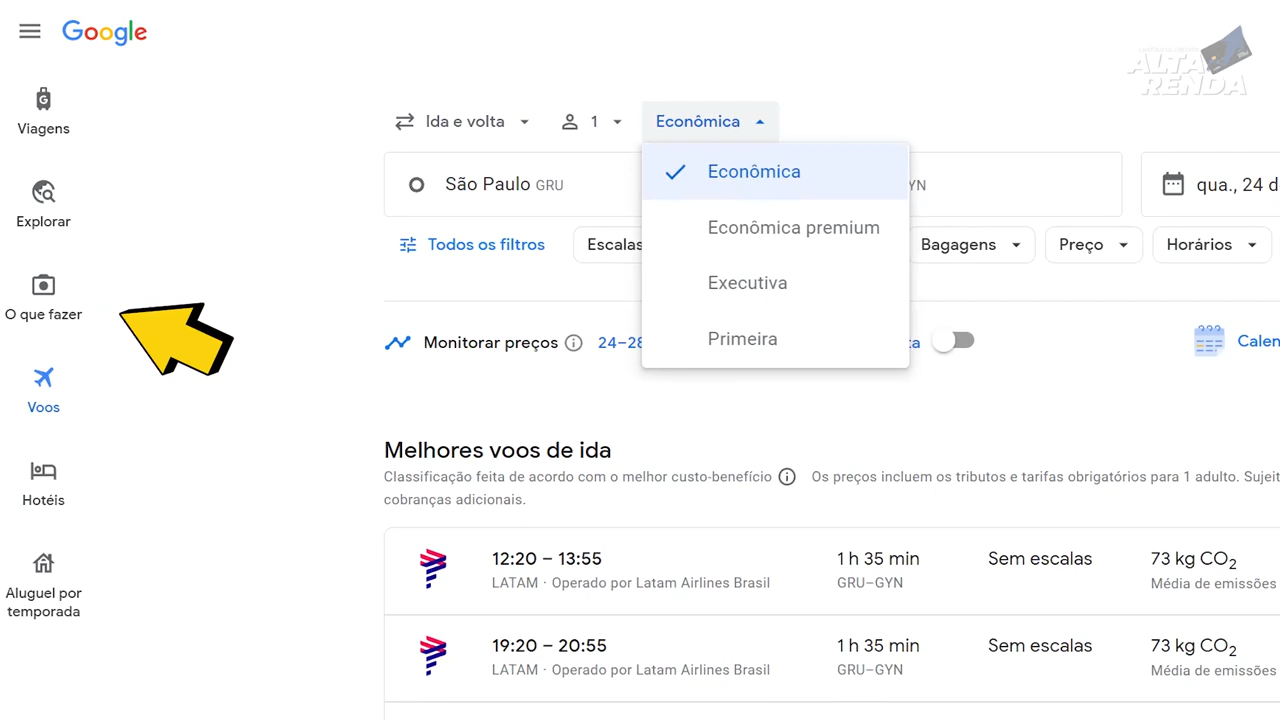 Google
ALTA
RENDA
Viagens
Explorar
O que fazer
Voos
Hotéis
Aluguel por
temporada
Ida e volta
1
Econômica
São Paulo GRU
YN
qua., 24 d
Econômica
Econômica premium
Executiva
Primeira
Todos os filtros
Escalas
Bagagens
Preço
Horários
Monitorar preços
24–28
ta
Calen
Melhores voos de ida
Classificação feita de acordo com o melhor custo-benefício Os preços incluem os tributos e tarifas obrigatórios para 1 adulto. Sujeit
cobranças adicionais.
12:20 – 13:55 1 h 35 min Sem escalas 73 kg CO₂
LATAM · Operado por Latam Airlines Brasil GRU–GYN Média de emissões
19:20 – 20:55 1 h 35 min Sem escalas 73 kg CO₂
LATAM · Operado por Latam Airlines Brasil GRU–GYN Média de emissões